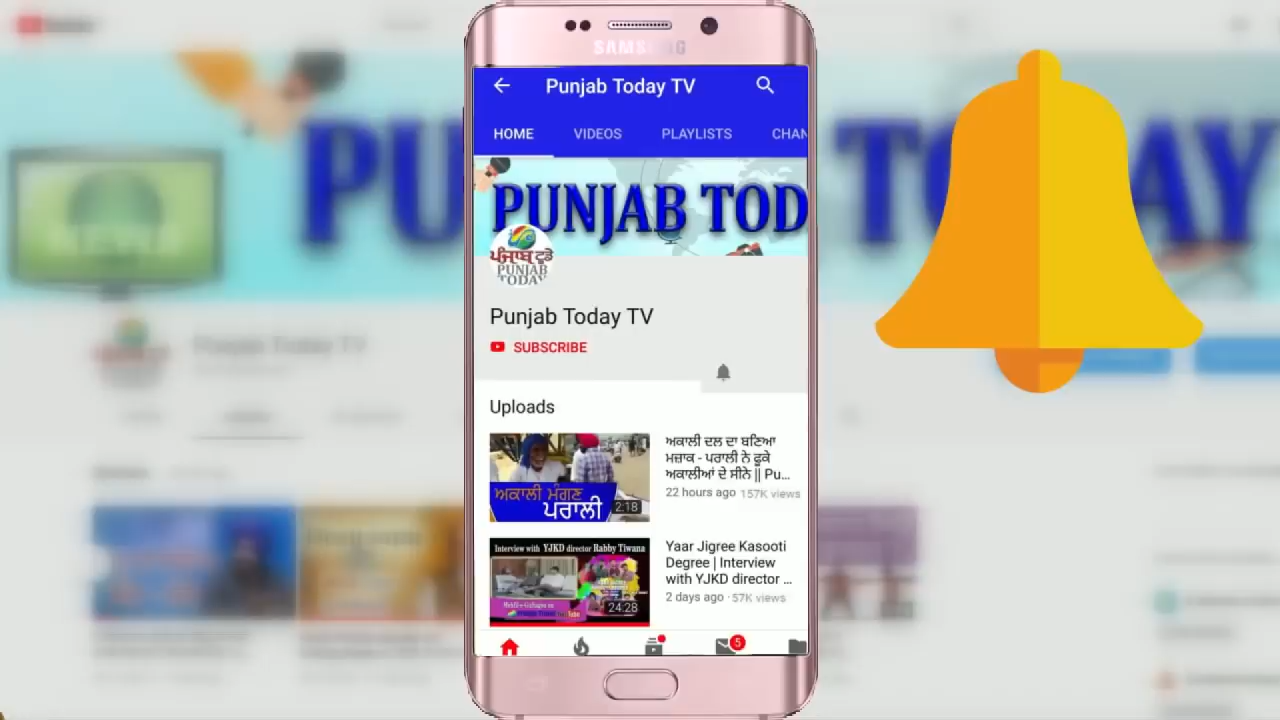 SAMSUNG
Punjab Today TV
HOME VIDEOS PLAYLISTS CHAN
PUNJAB TOD
ਪੰਜਾਬ ਟੂਡੇ
PUNJAB
TODAY
Punjab Today TV
SUBSCRIBE
Uploads
ਅਕਾਲੀ ਮੰਗਣ
ਪਰਾਲੀ
2:18
ਅਕਾਲੀ ਦਲ ਦਾ ਬਣਿਆ
ਮਜ਼ਾਕ - ਪਰਾਲੀ ਨੇ ਫੂਕੇ
ਅਕਾਲੀਆਂ ਦੇ ਸੀਨੇ || Pu...
22 hours ago 157K views
Interview with YJKD director Rabby Tiwana
24:28
Yaar Jigree Kasooti
Degree | Interview
with YJKD director ...
2 days ago · 57K views
5
PU
TODAY
Punjab Today TV